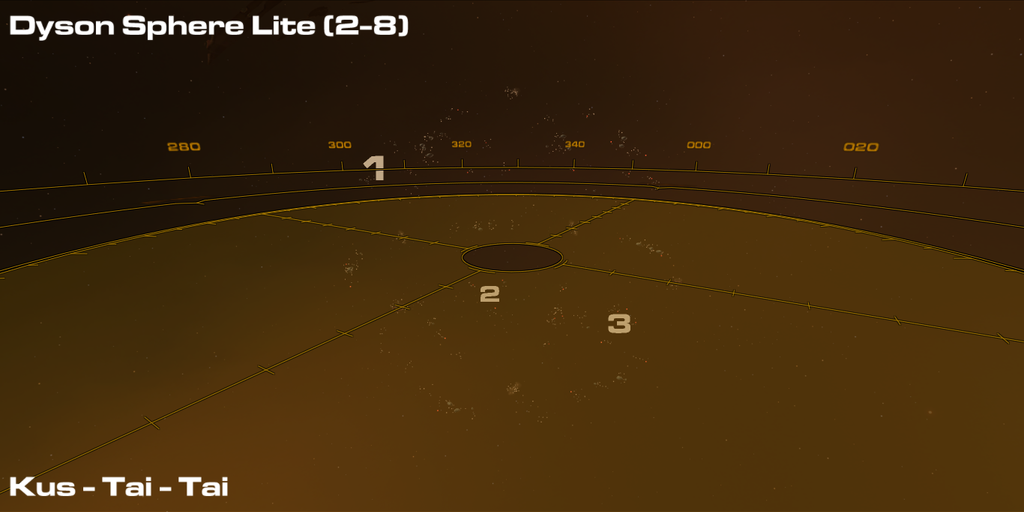 Dyson Sphere Lite (2-8)
280 300 320 340 000 020
1
2
3
Kus - Tai - Tai